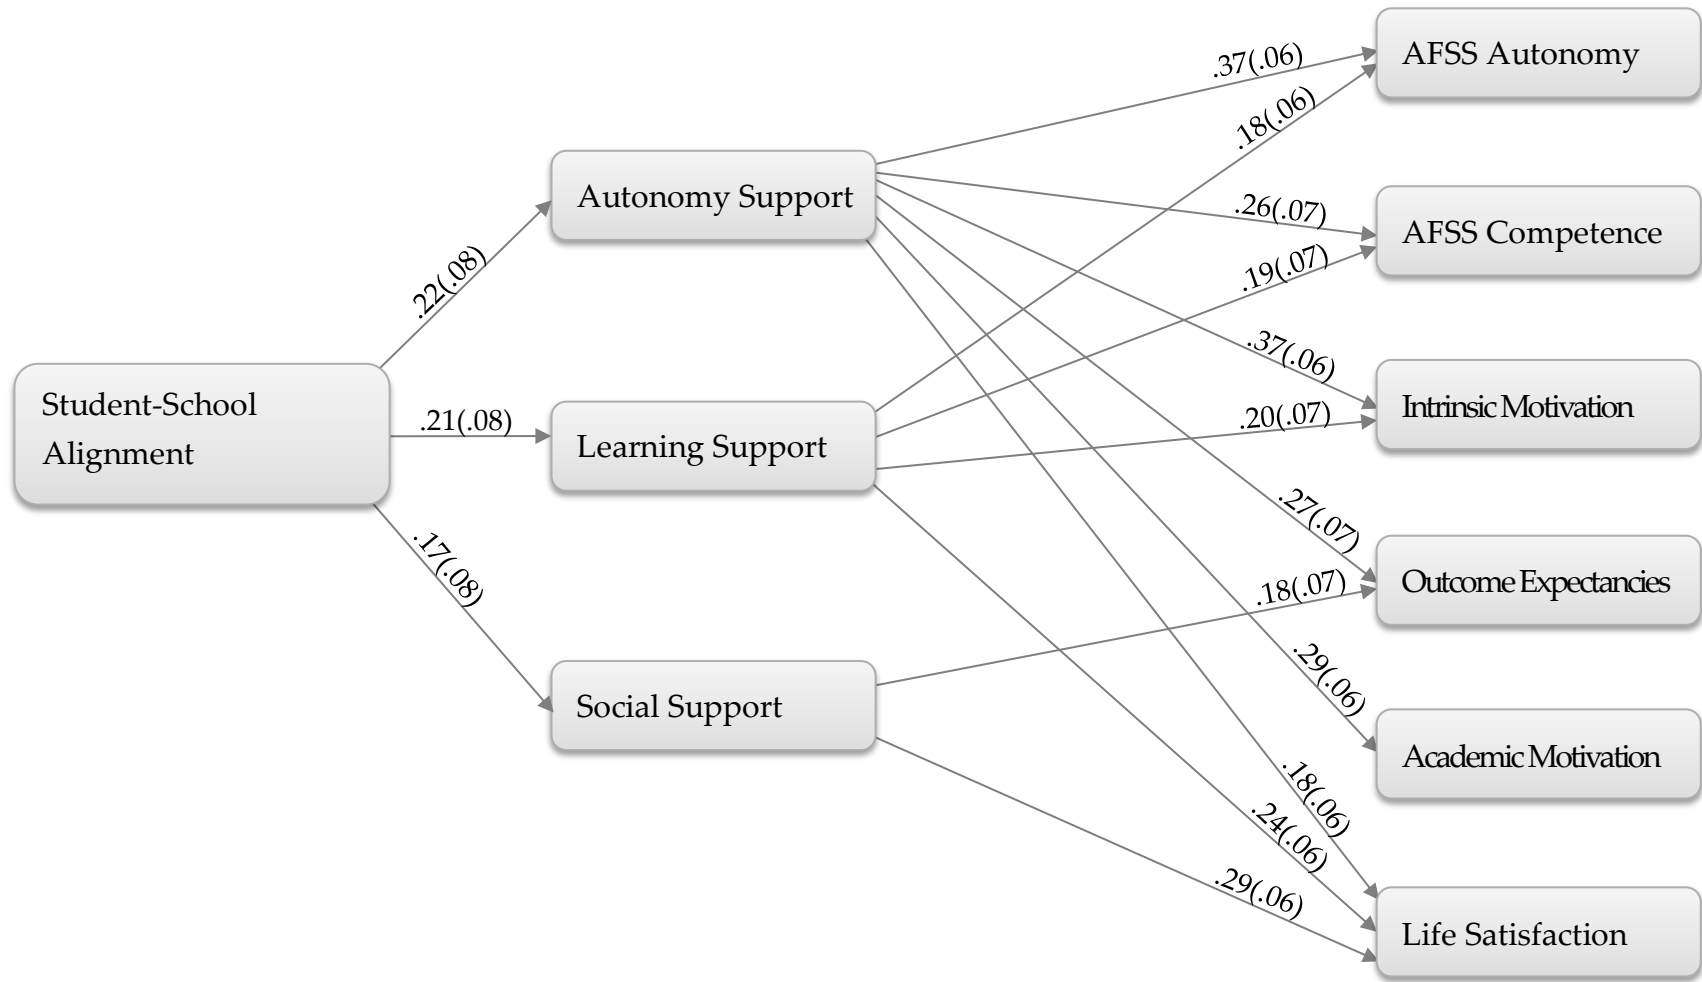 Student-School
Alignment
.22(.08)
.21(.08)
.17(.08)
Autonomy Support
Learning Support
Social Support
.37(.06)
.18(.06)
.26(.07)
.19(.07)
.37(.06)
.20(.07)
.27(.07)
.18(.07)
.29(.06)
.18(.06)
.24(.06)
.29(.06)
AFSS Autonomy
AFSS Competence
Intrinsic Motivation
Outcome Expectancies
Academic Motivation
Life Satisfaction